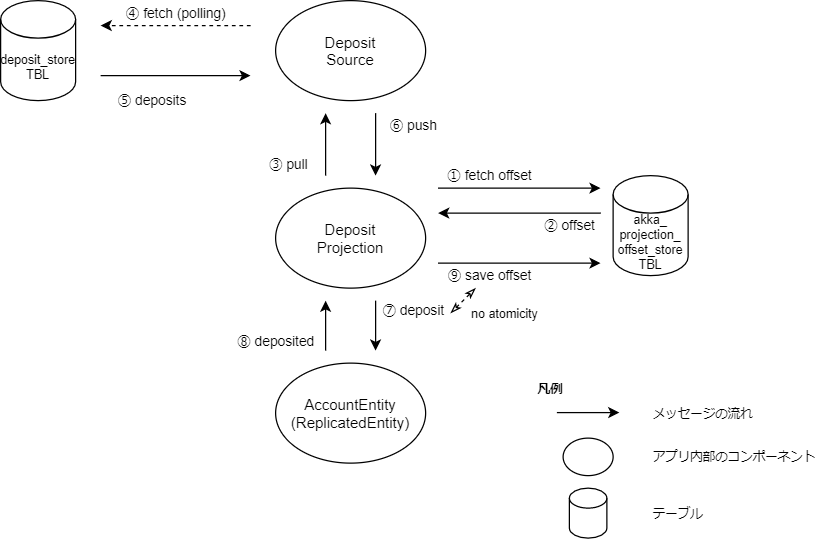 ④ fetch (polling)
deposit_store
TBL
⑤ deposits
Deposit
Source
③ pull
⑥ push
① fetch offset
② offset
Deposit
Projection
akka_
projection_
offset_store
TBL
⑨ save offset
⑦ deposit
no atomicity
⑧ deposited
AccountEntity
(ReplicatedEntity)
凡例
メッセージの流れ
アプリ内部のコンポーネント
テーブル